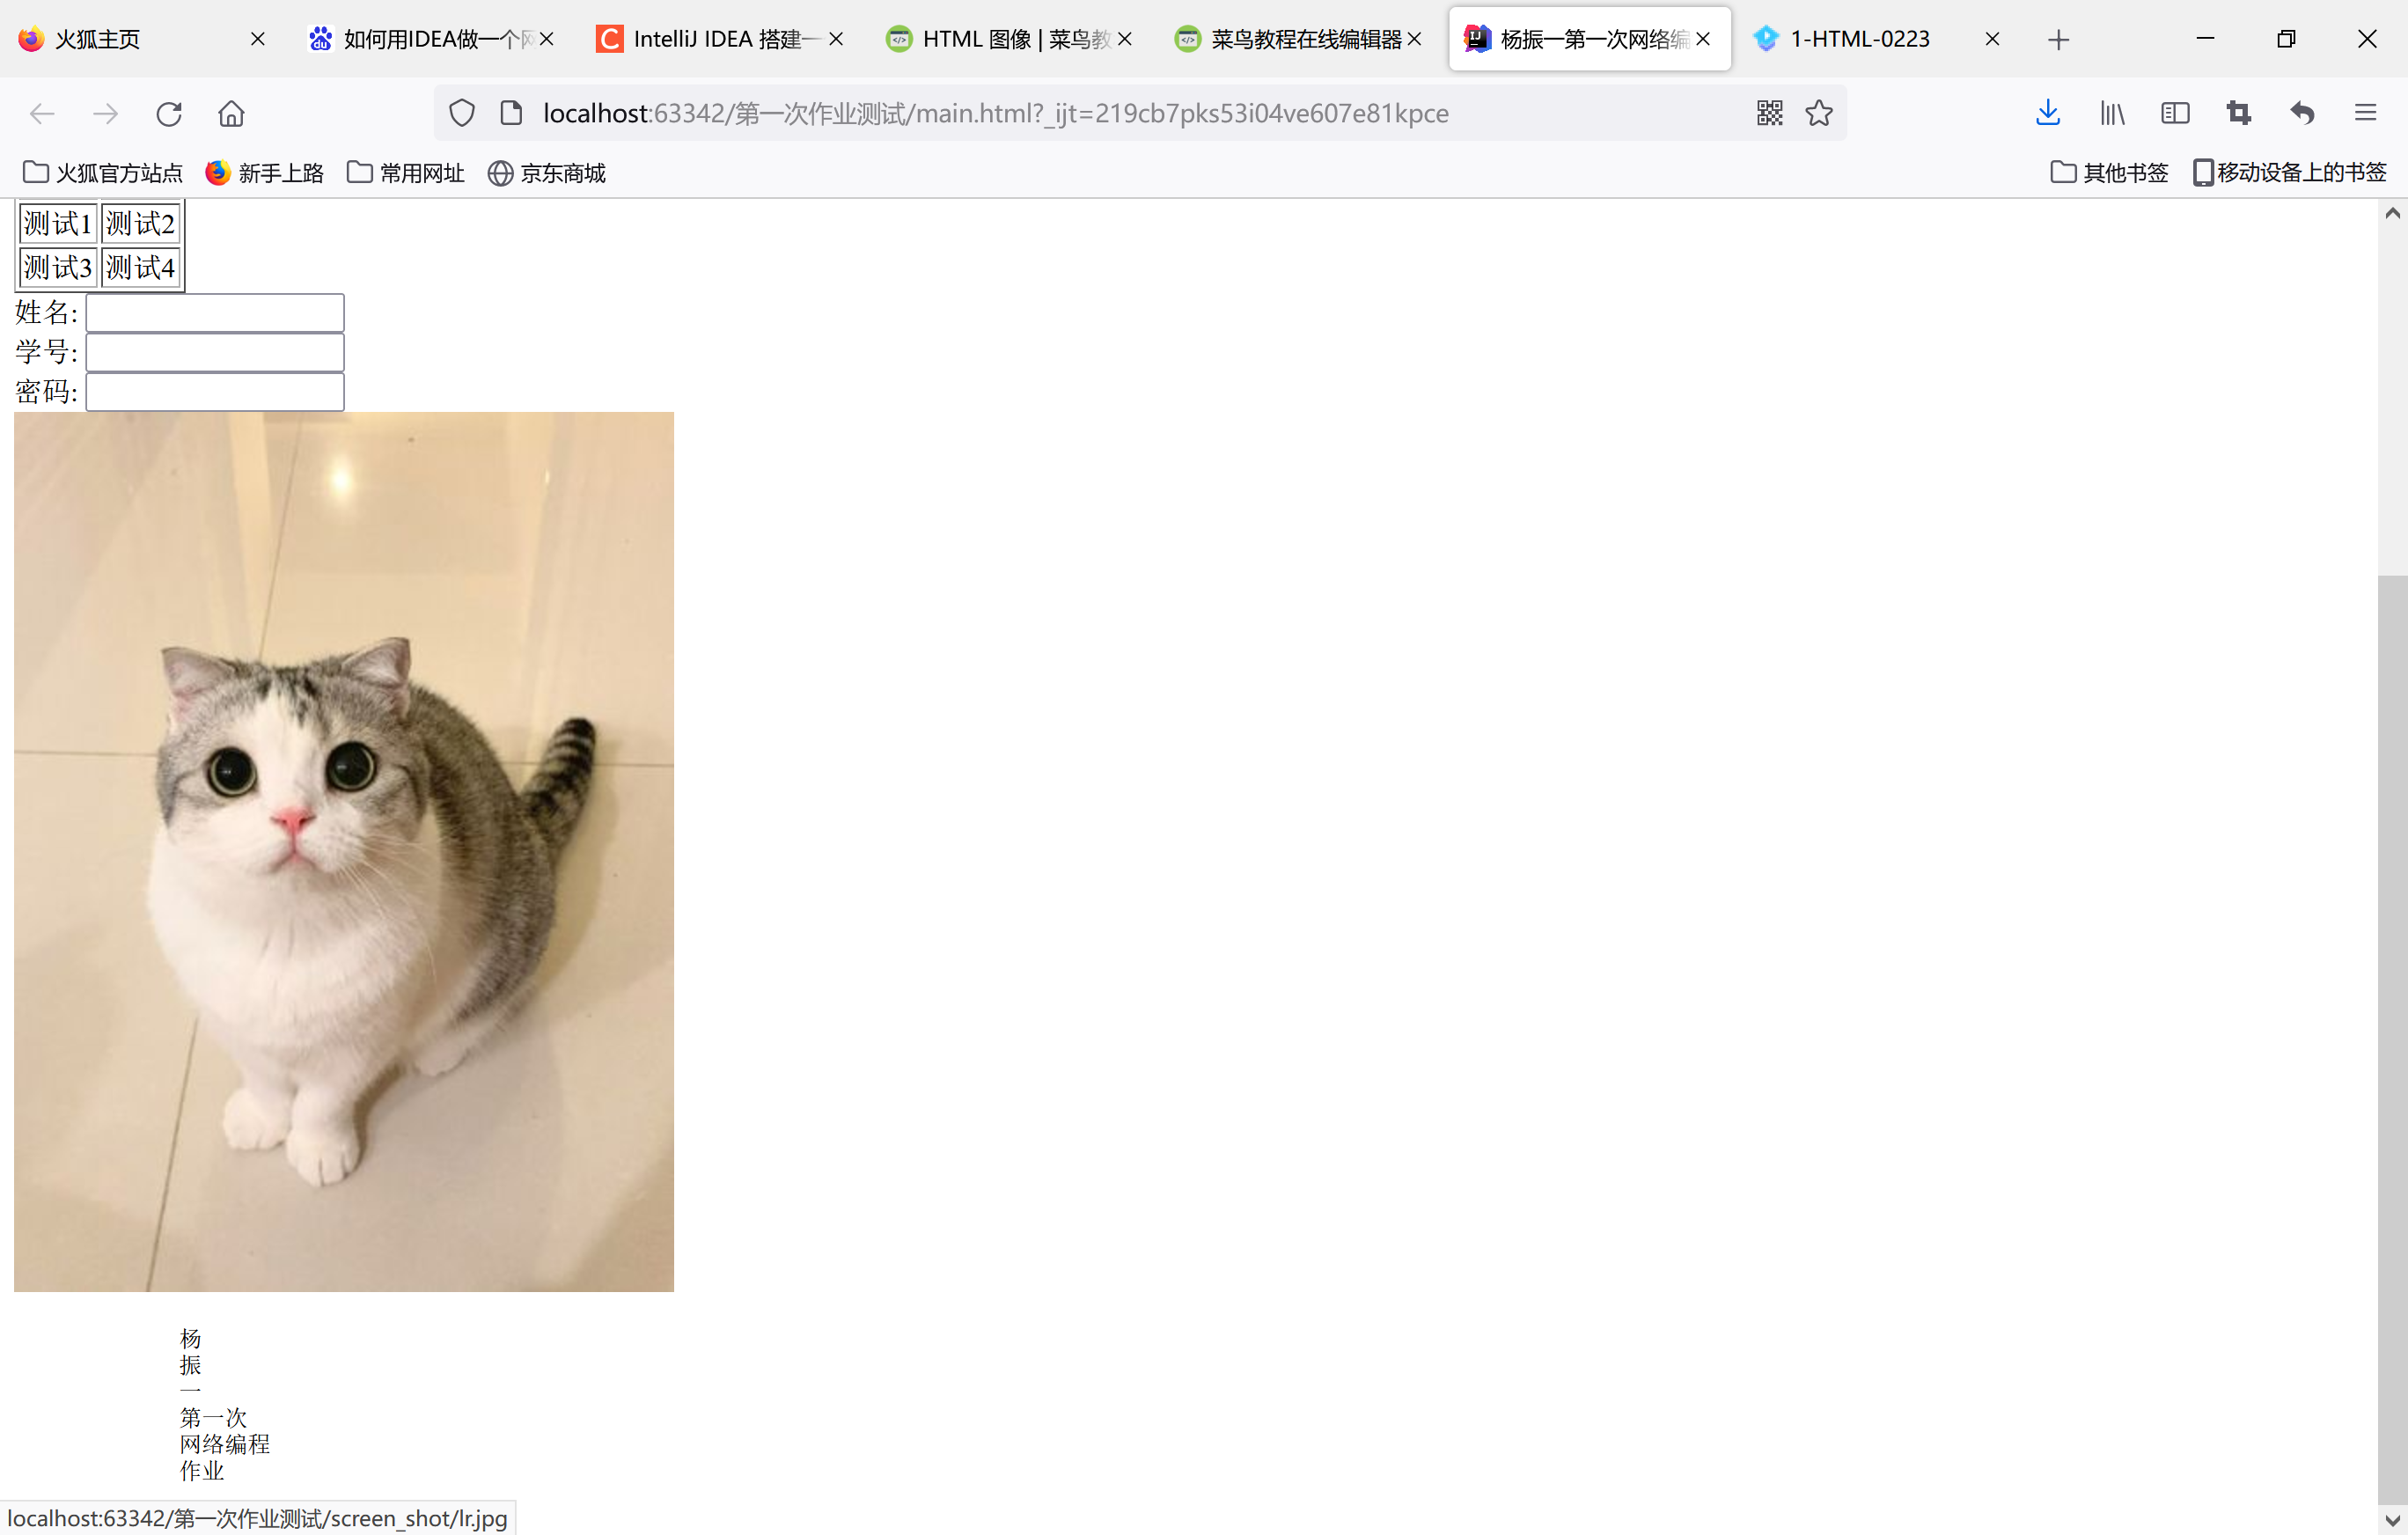 火狐主页
如何用IDEA做一个网
IntelliJ IDEA 搭建一
HTML 图像 | 菜鸟教
菜鸟教程在线编辑器
杨振一第一次网络编
1-HTML-0223
localhost:63342/第一次作业测试/main.html?_ijt=219cb7pks53i04ve607e81kpce
火狐官方站点 新手上路 常用网址 京东商城 其他书签 移动设备上的书签
测试1 测试2
测试3 测试4
姓名:
学号:
密码:
杨
振
一
第一次
网络编程
作业
localhost:63342/第一次作业测试/screen_shot/lr.jpg